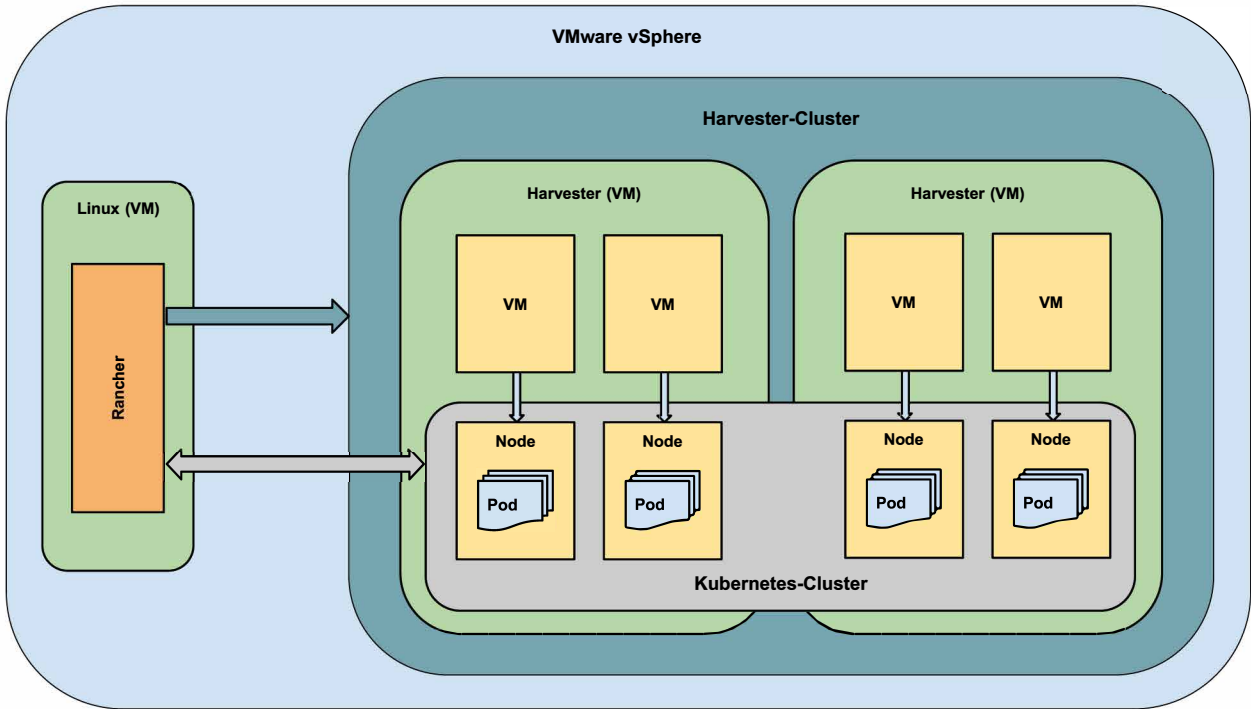 VMware vSphere
Harvester-Cluster
Linux (VM)
Rancher
Harvester (VM)
Harvester (VM)
VM
VM
VM
VM
Node
Node
Node
Node
Pod
Pod
Pod
Pod
Kubernetes-Cluster